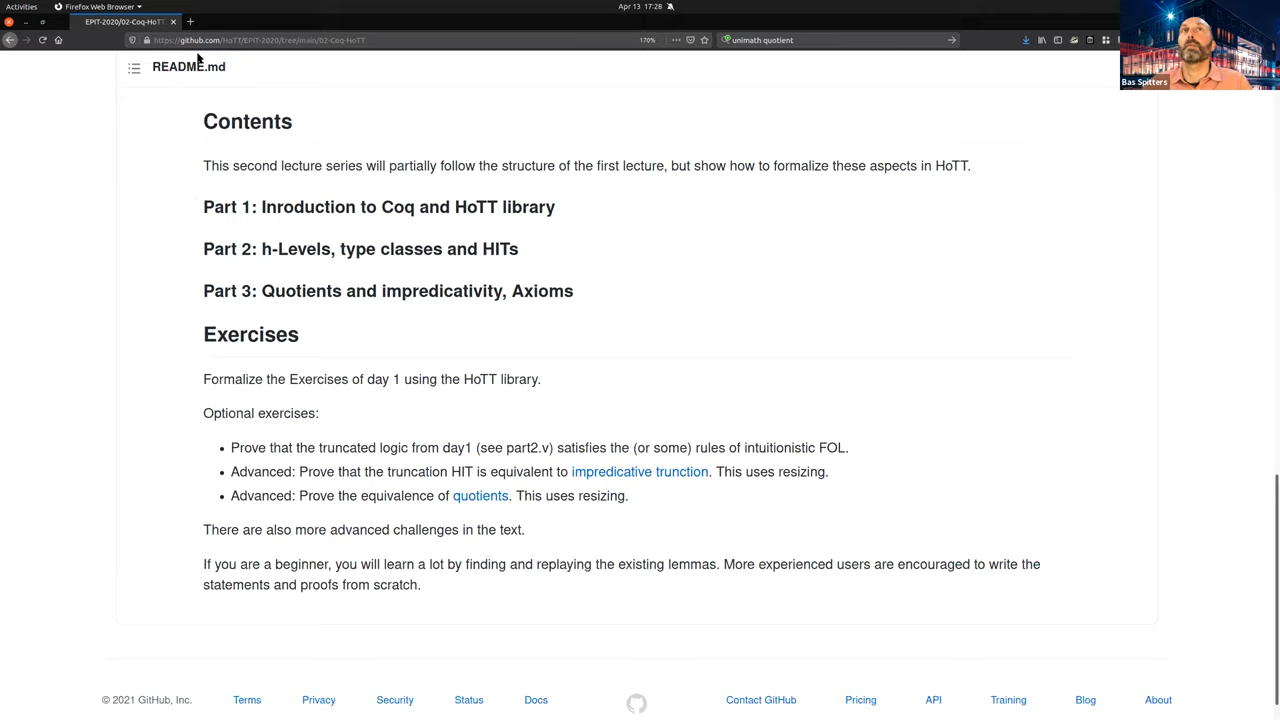 Activities
Firefox Web Browser
Apr 13 17:28
EPIT-2020/02-Coq-HoTT
https://github.com/HoTT/EPIT-2020/tree/main/02-Coq-HoTT
170%
unimath quotient
Bas Spitters
README.md
Contents
This second lecture series will partially follow the structure of the first lecture, but show how to formalize these aspects in HoTT.
Part 1: Inroduction to Coq and HoTT library
Part 2: h-Levels, type classes and HITs
Part 3: Quotients and impredicativity, Axioms
Exercises
Formalize the Exercises of day 1 using the HoTT library.
Optional exercises:
• Prove that the truncated logic from day1 (see part2.v) satisfies the (or some) rules of intuitionistic FOL.
• Advanced: Prove that the truncation HIT is equivalent to impredicative trunction. This uses resizing.
• Advanced: Prove the equivalence of quotients. This uses resizing.
There are also more advanced challenges in the text.
If you are a beginner, you will learn a lot by finding and replaying the existing lemmas. More experienced users are encouraged to write the
statements and proofs from scratch.
© 2021 GitHub, Inc. Terms Privacy Security Status Docs Contact GitHub Pricing API Training Blog About